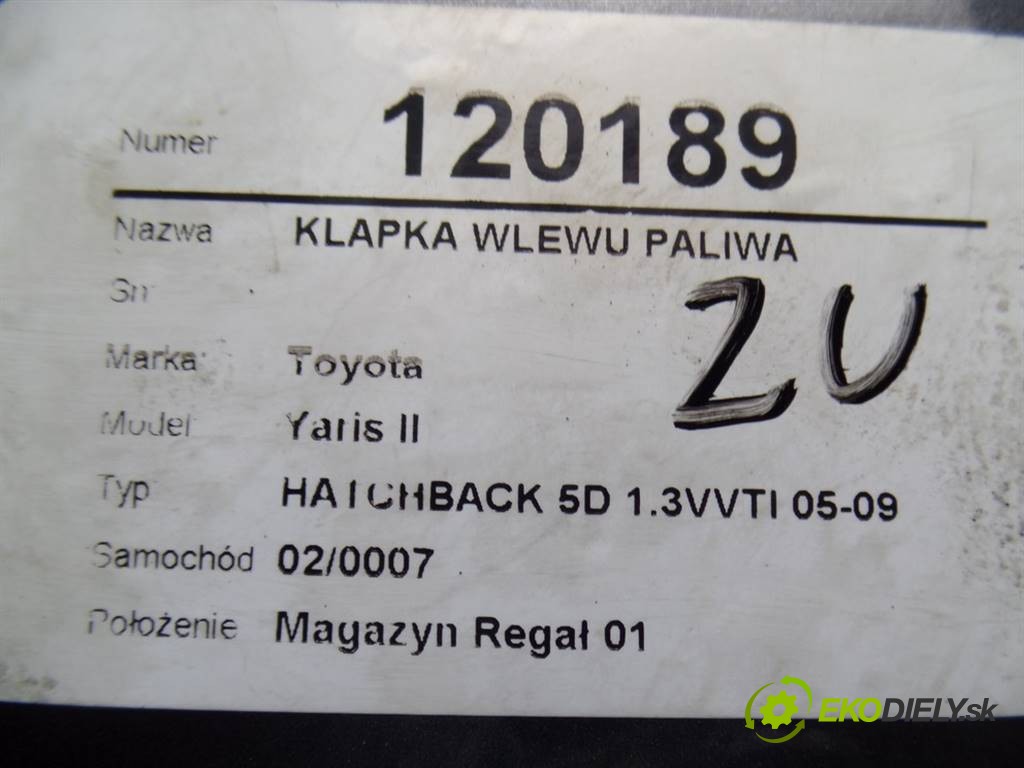 Numer 120189
Nazwa KLAPKA WLEWU PALIWA
Sn
Marka Toyota
Model Yaris II
Typ HATCHBACK 5D 1.3VVTI 05-09
Samochód 02/0007
Położenie Magazyn Regał 01
ZU
EKODIELY.sk